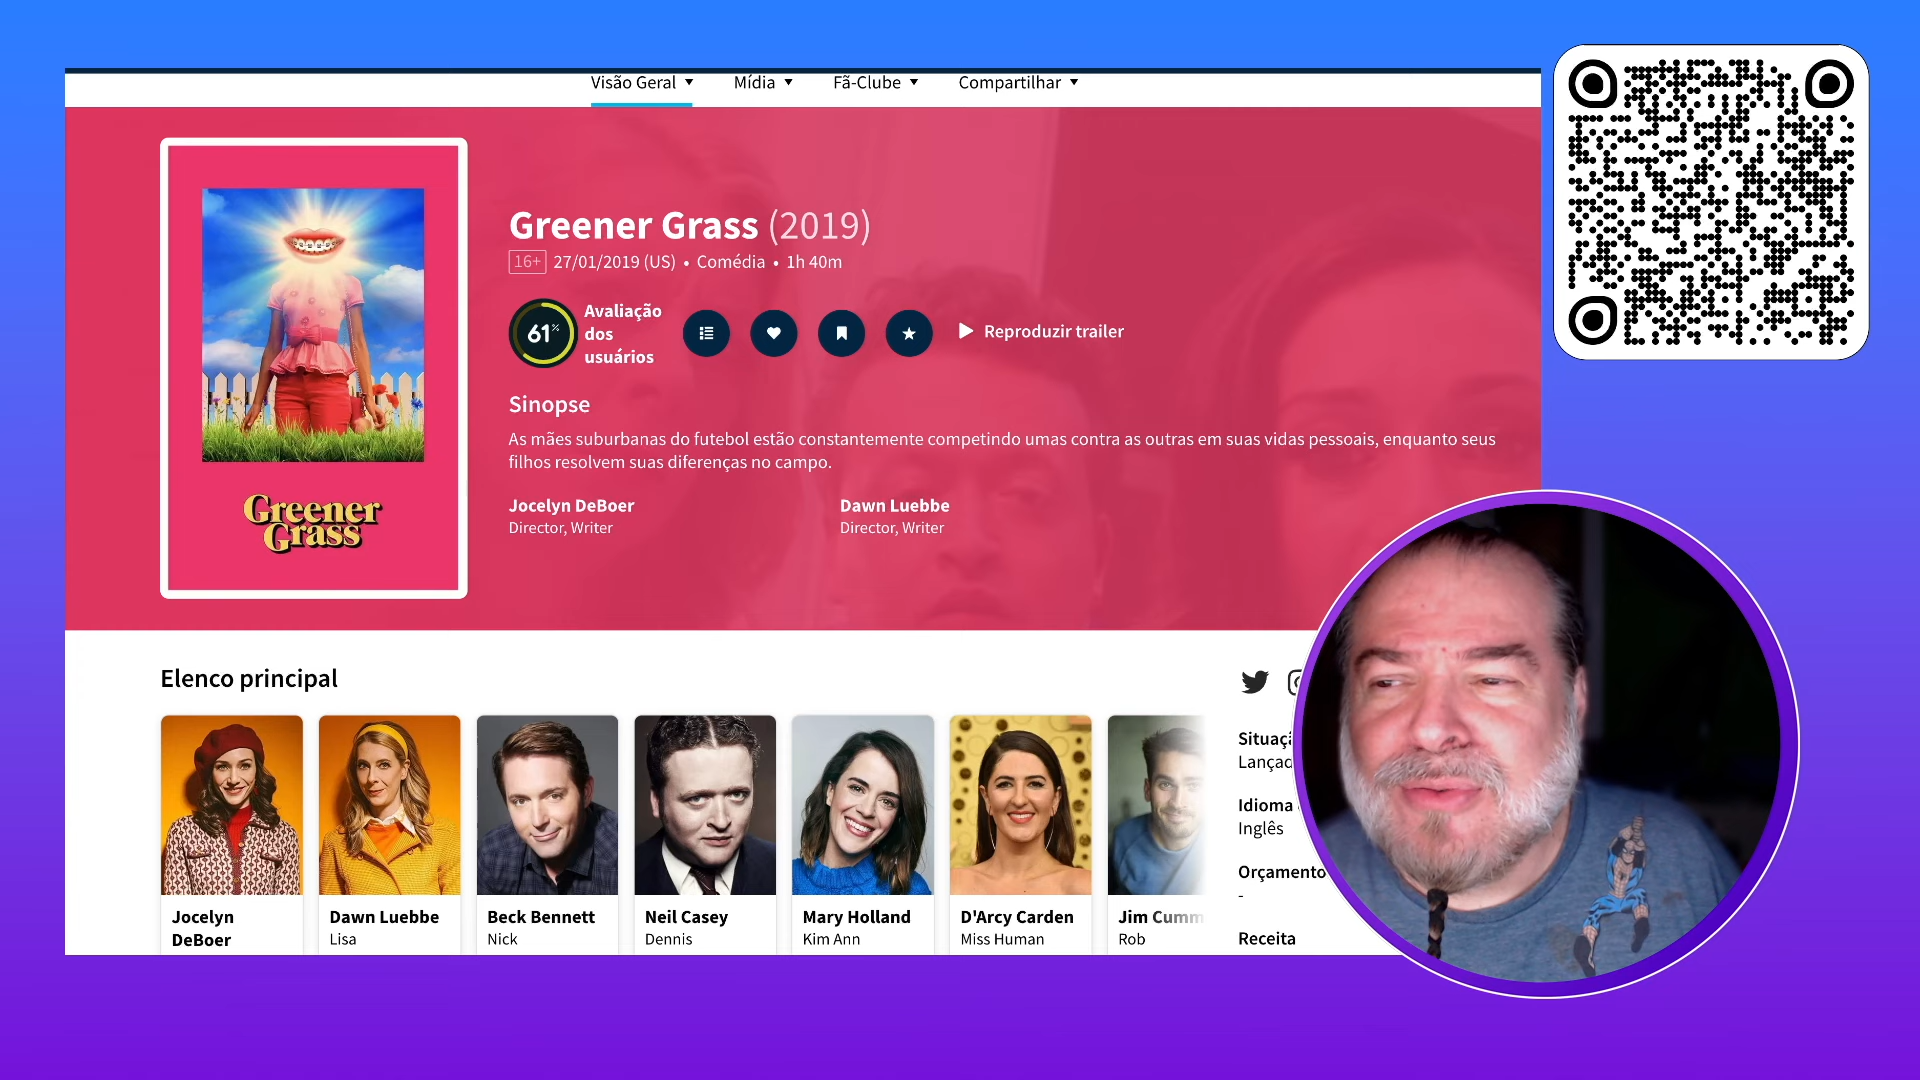 Visão Geral
Mídia
Fã-Clube
Compartilhar
Greener Grass (2019)
16+ 27/01/2019 (US) • Comédia • 1h 40m
61%
Avaliação
dos
usuários
Reproduzir trailer
Sinopse
As mães suburbanas do futebol estão constantemente competindo umas contra as outras em suas vidas pessoais, enquanto seus
filhos resolvem suas diferenças no campo.
Jocelyn DeBoer
Director, Writer
Dawn Luebbe
Director, Writer
Greener
Grass
Elenco principal
Jocelyn
DeBoer
Dawn Luebbe
Lisa
Beck Bennett
Nick
Neil Casey
Dennis
Mary Holland
Kim Ann
D'Arcy Carden
Miss Human
Jim Cumm
Rob
Idioma
Inglês
Orçamento
-
Receita